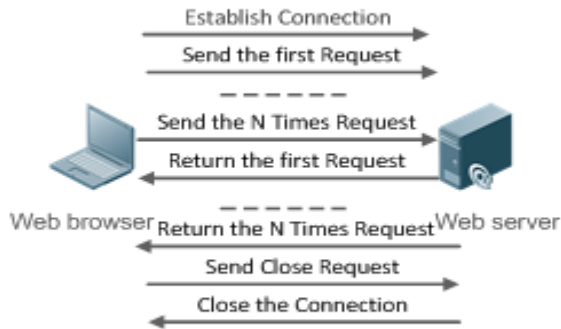 Establish Connection
Send the first Request
Send the N Times Request
Return the first Request
Web browser
Web server
Return the N Times Request
Send Close Request
Close the Connection